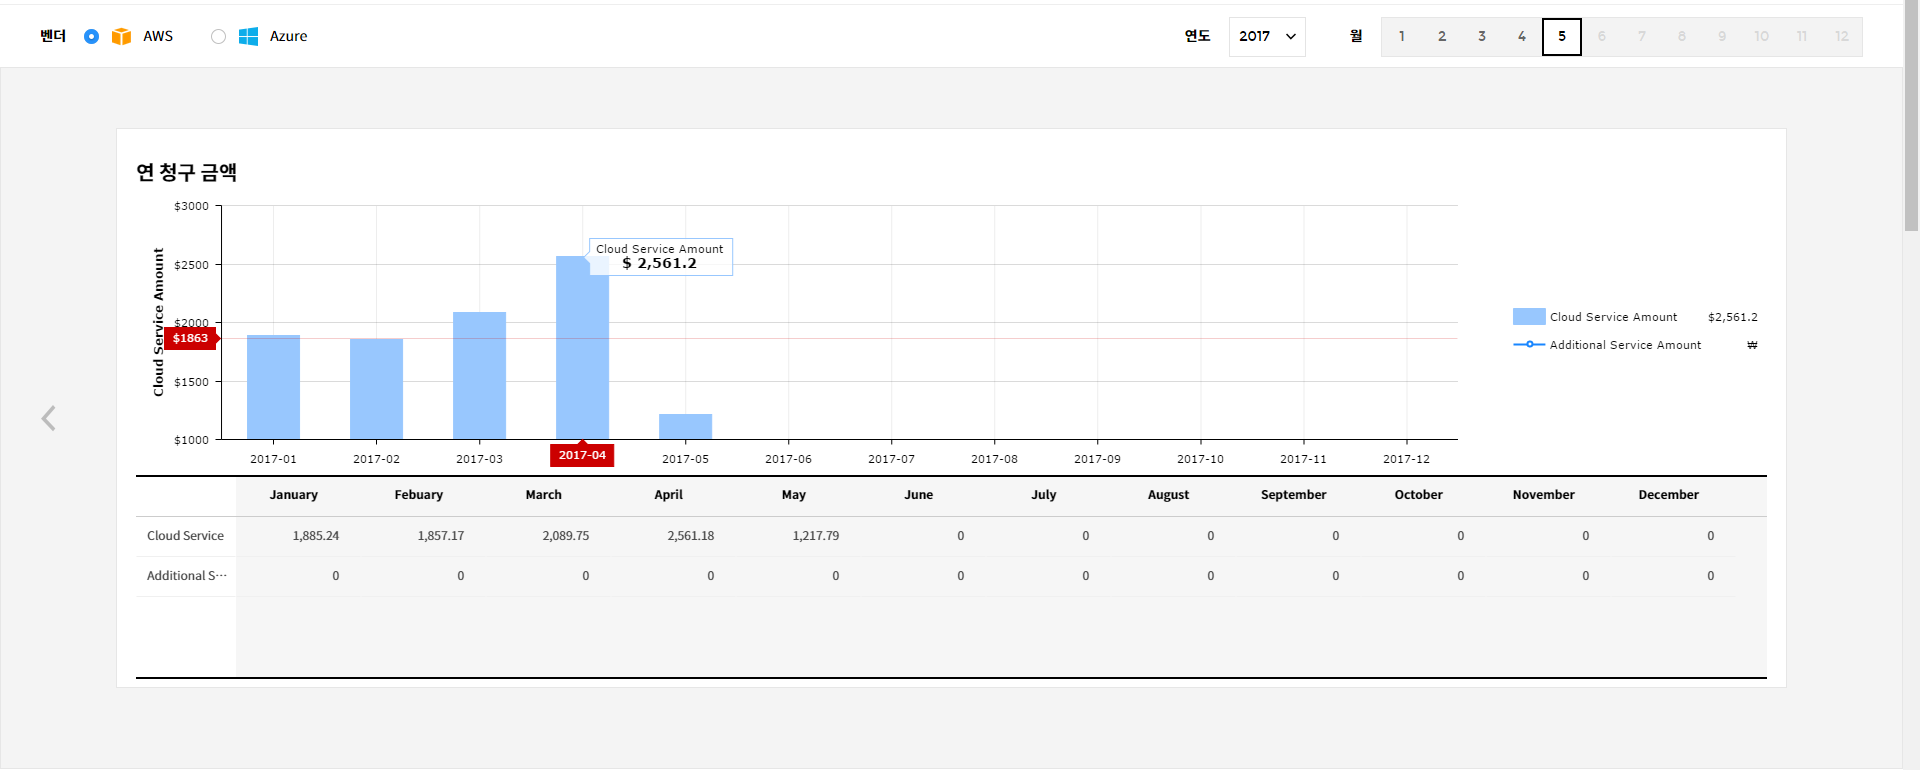 벤더 AWS Azure 연도 2017 월 1 2 3 4 5 6 7 8 9 10 11 12
연 청구 금액
Cloud Service Amount
$3000
$2500
$2000
$1863
$1500
$1000
Cloud Service Amount
$ 2,561.2
2017-01 2017-02 2017-03 2017-04 2017-05 2017-06 2017-07 2017-08 2017-09 2017-10 2017-11 2017-12
Cloud Service Amount $2,561.2
Additional Service Amount ₩
January Febuary March April May June July August September October November December
Cloud Service 1,885.24 1,857.17 2,089.75 2,561.18 1,217.79 0 0 0 0 0 0 0
Additional S··· 0 0 0 0 0 0 0 0 0 0 0 0